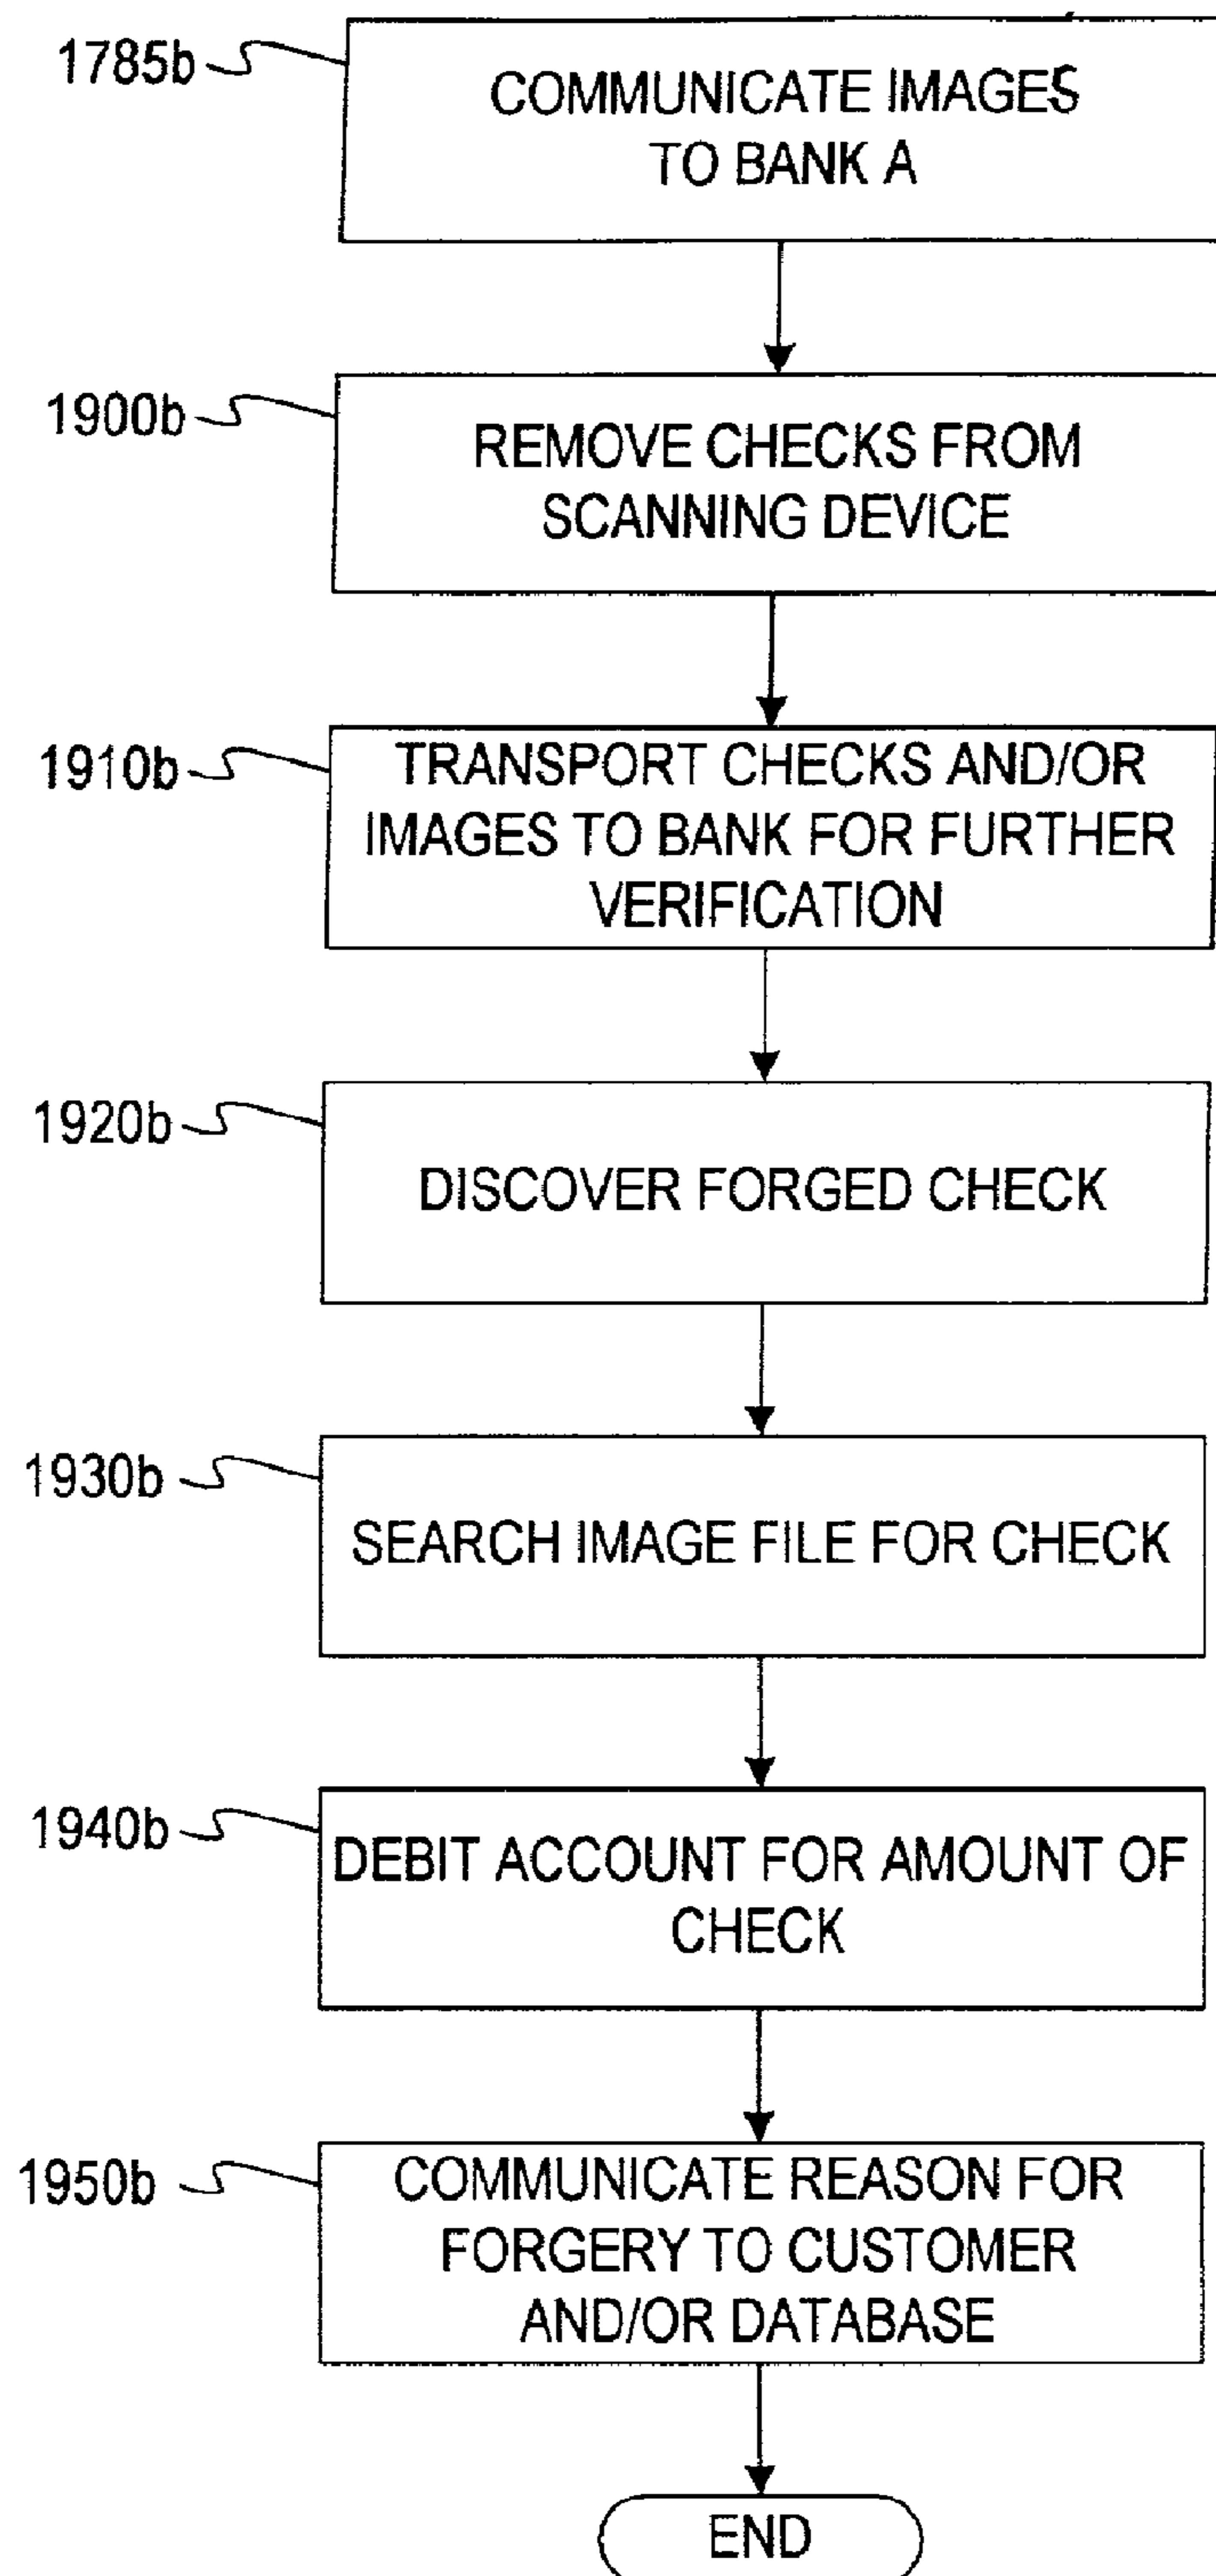 1785b
COMMUNICATE IMAGES
TO BANK A
1900b
REMOVE CHECKS FROM
SCANNING DEVICE
1910b
TRANSPORT CHECKS AND/OR
IMAGES TO BANK FOR FURTHER
VERIFICATION
1920b
DISCOVER FORGED CHECK
1930b
SEARCH IMAGE FILE FOR CHECK
1940b
DEBIT ACCOUNT FOR AMOUNT OF
CHECK
1950b
COMMUNICATE REASON FOR
FORGERY TO CUSTOMER
AND/OR DATABASE
END